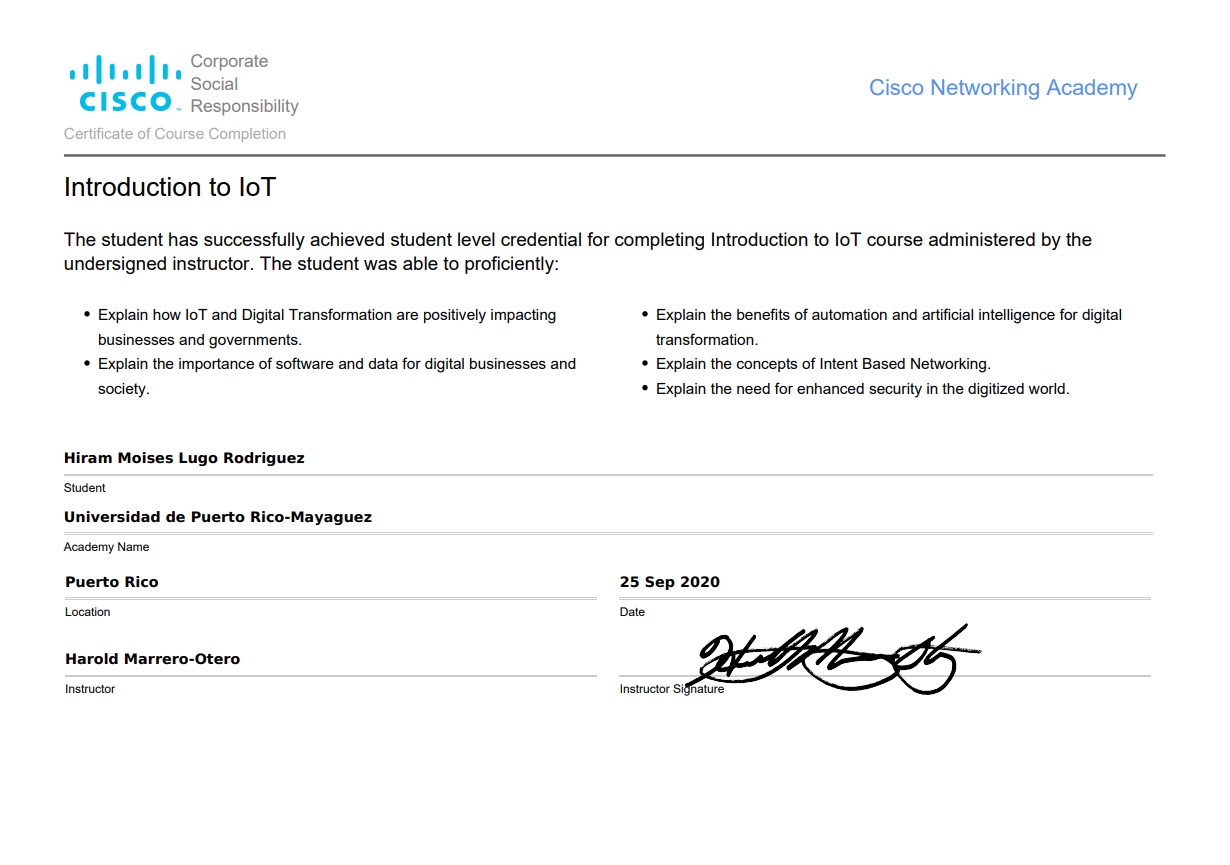 Corporate
Social
Responsibility
CISCO
Cisco Networking Academy
Certificate of Course Completion
Introduction to IoT
The student has successfully achieved student level credential for completing Introduction to IoT course administered by the
undersigned instructor. The student was able to proficiently:
• Explain how IoT and Digital Transformation are positively impacting
businesses and governments.
• Explain the importance of software and data for digital businesses and
society.
• Explain the benefits of automation and artificial intelligence for digital
transformation.
• Explain the concepts of Intent Based Networking.
• Explain the need for enhanced security in the digitized world.
Hiram Moises Lugo Rodriguez
Student
Universidad de Puerto Rico-Mayaguez
Academy Name
Puerto Rico
Location
25 Sep 2020
Date
Harold Marrero-Otero
Instructor
Instructor Signature